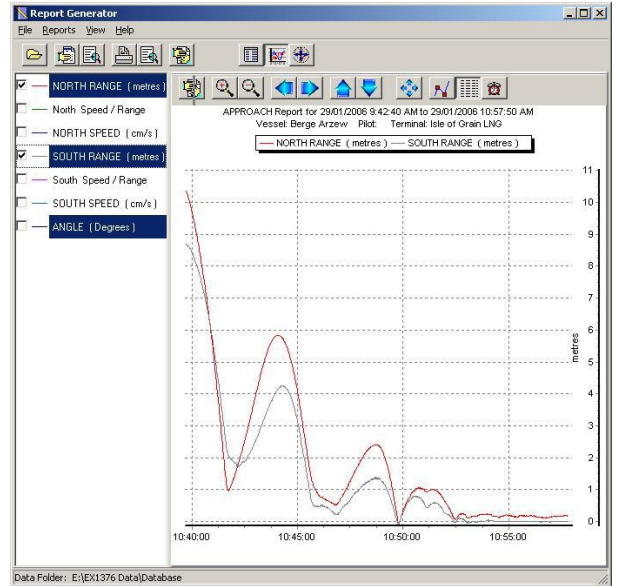 Report Generator
File Reports View Help
NORTH RANGE ( metres )
North Speed / Range
NORTH SPEED ( cm/s )
SOUTH RANGE ( metres )
South Speed / Range
SOUTH SPEED ( cm/s )
ANGLE ( Degrees )
APPROACH Report for 29/01/2006 9:42:40 AM to 29/01/2006 10:57:50 AM
Vessel: Berge Arzew Pilot: Terminal: Isle of Grain LNG
NORTH RANGE ( metres ) SOUTH RANGE ( metres )
11
10
9
8
7
6
metres
5
4
3
2
1
0
10:40:00 10:45:00 10:50:00 10:55:00
Data Folder: E:\EX1376 Data\Database